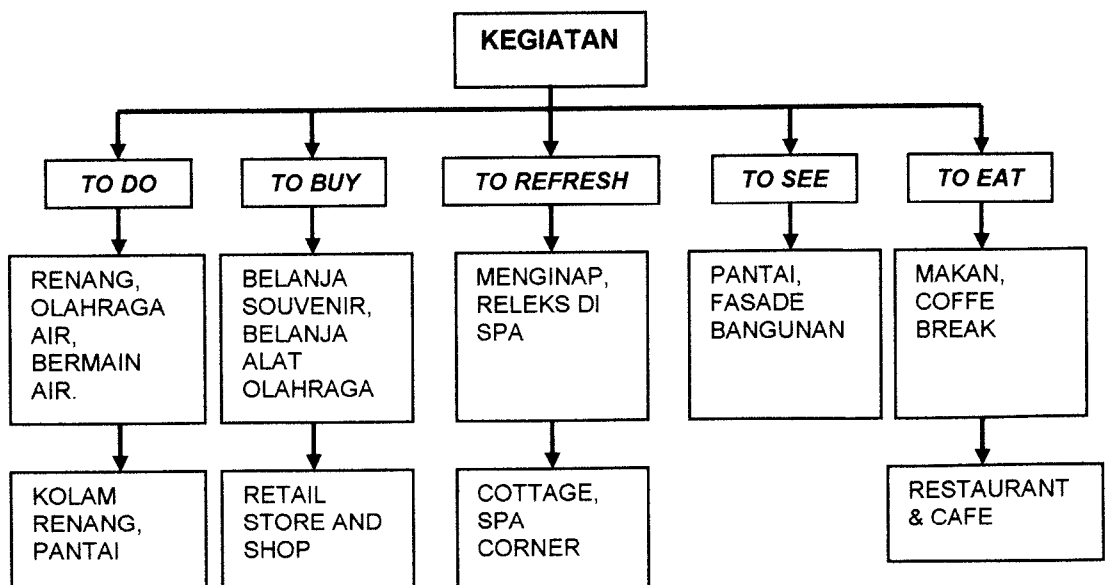 KEGIATAN
TO DO
TO BUY
TO REFRESH
TO SEE
TO EAT
RENANG,
OLAHRAGA
AIR,
BERMAIN
AIR.
BELANJA
SOUVENIR,
BELANJA
ALAT
OLAHRAGA
MENGINAP,
RELEKS DI
SPA
PANTAI,
FASADE
BANGUNAN
MAKAN,
COFFE
BREAK
KOLAM
RENANG,
PANTAI
RETAIL
STORE AND
SHOP
COTTAGE,
SPA
CORNER
RESTAURANT
& CAFE